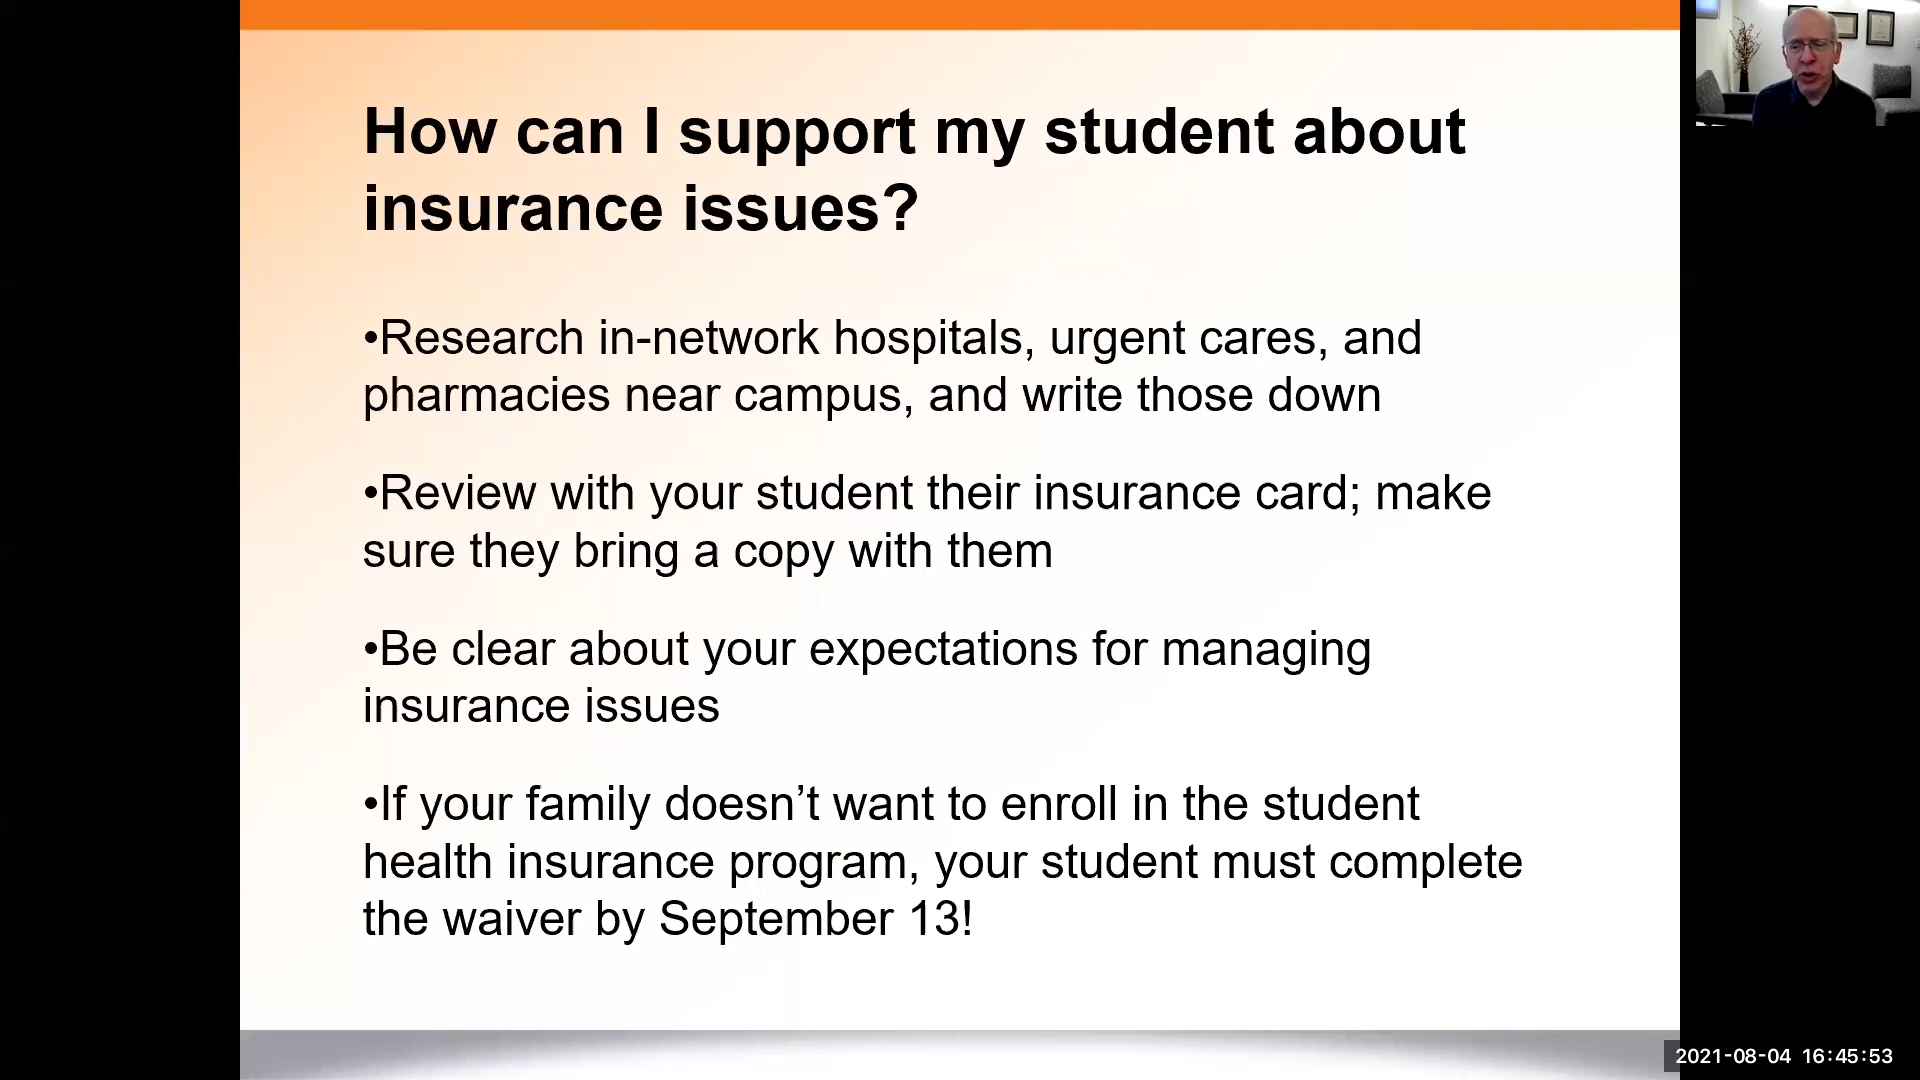 How can I support my student about
insurance issues?
•Research in-network hospitals, urgent cares, and
pharmacies near campus, and write those down
•Review with your student their insurance card; make
sure they bring a copy with them
•Be clear about your expectations for managing
insurance issues
•If your family doesn’t want to enroll in the student
health insurance program, your student must complete
the waiver by September 13!
2021-08-04 16:45:53